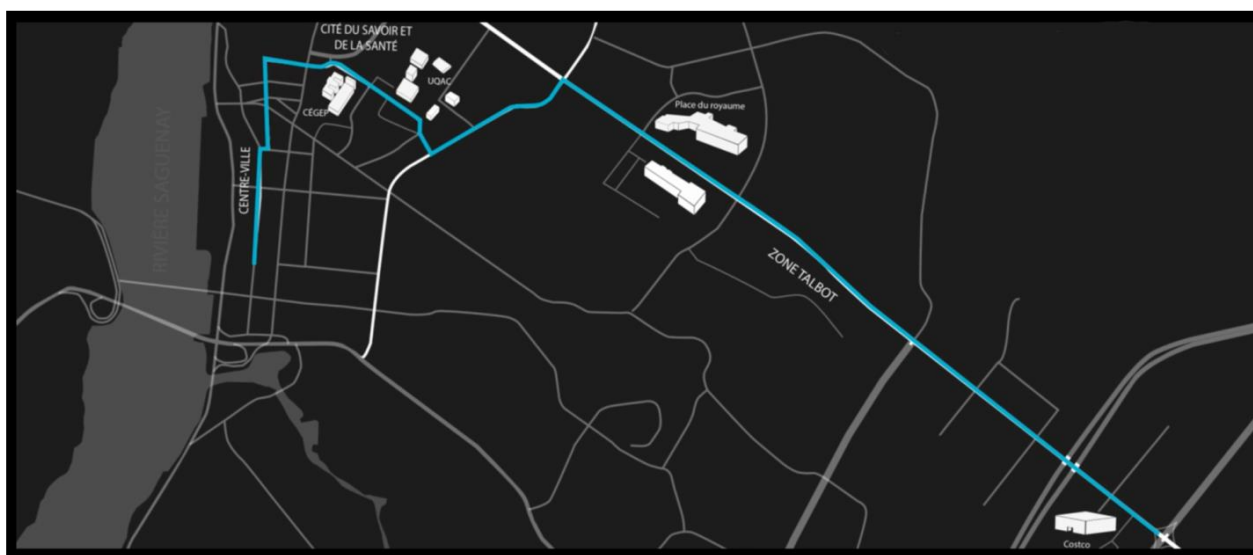 CITÉ DU SAVOIR ET
DE LA SANTÉ
UQAC
CÉGEP
Place du royaume
CENTRE-VILLE
RIVIÈRE SAGUENAY
ZONE TALBOT
Costco